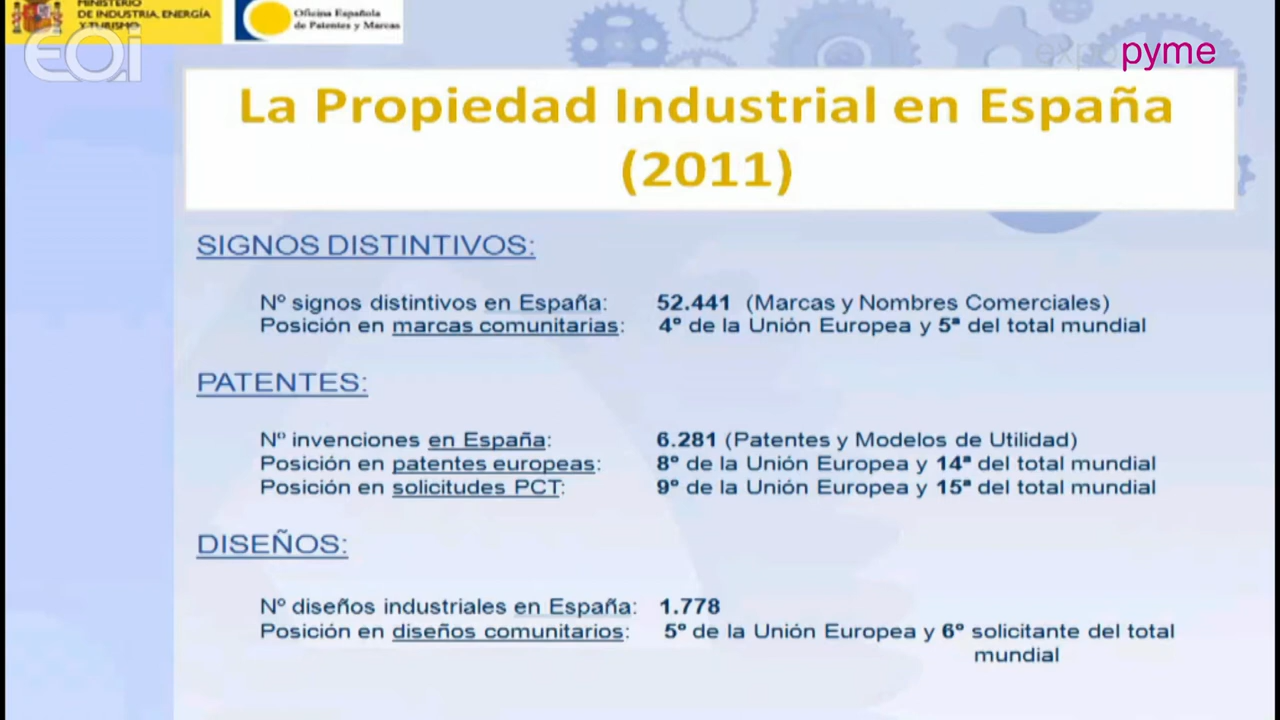 MINISTERIO
DE INDUSTRIA, ENERGÍA
Y TURISMO
Oficina Española
de Patentes y Marcas
EOi
expopyme
La Propiedad Industrial en España
(2011)
SIGNOS DISTINTIVOS:
Nº signos distintivos en España: 52.441 (Marcas y Nombres Comerciales)
Posición en marcas comunitarias: 4º de la Unión Europea y 5ª del total mundial
PATENTES:
Nº invenciones en España: 6.281 (Patentes y Modelos de Utilidad)
Posición en patentes europeas: 8º de la Unión Europea y 14ª del total mundial
Posición en solicitudes PCT: 9º de la Unión Europea y 15ª del total mundial
DISEÑOS:
Nº diseños industriales en España: 1.778
Posición en diseños comunitarios: 5º de la Unión Europea y 6º solicitante del total
mundial